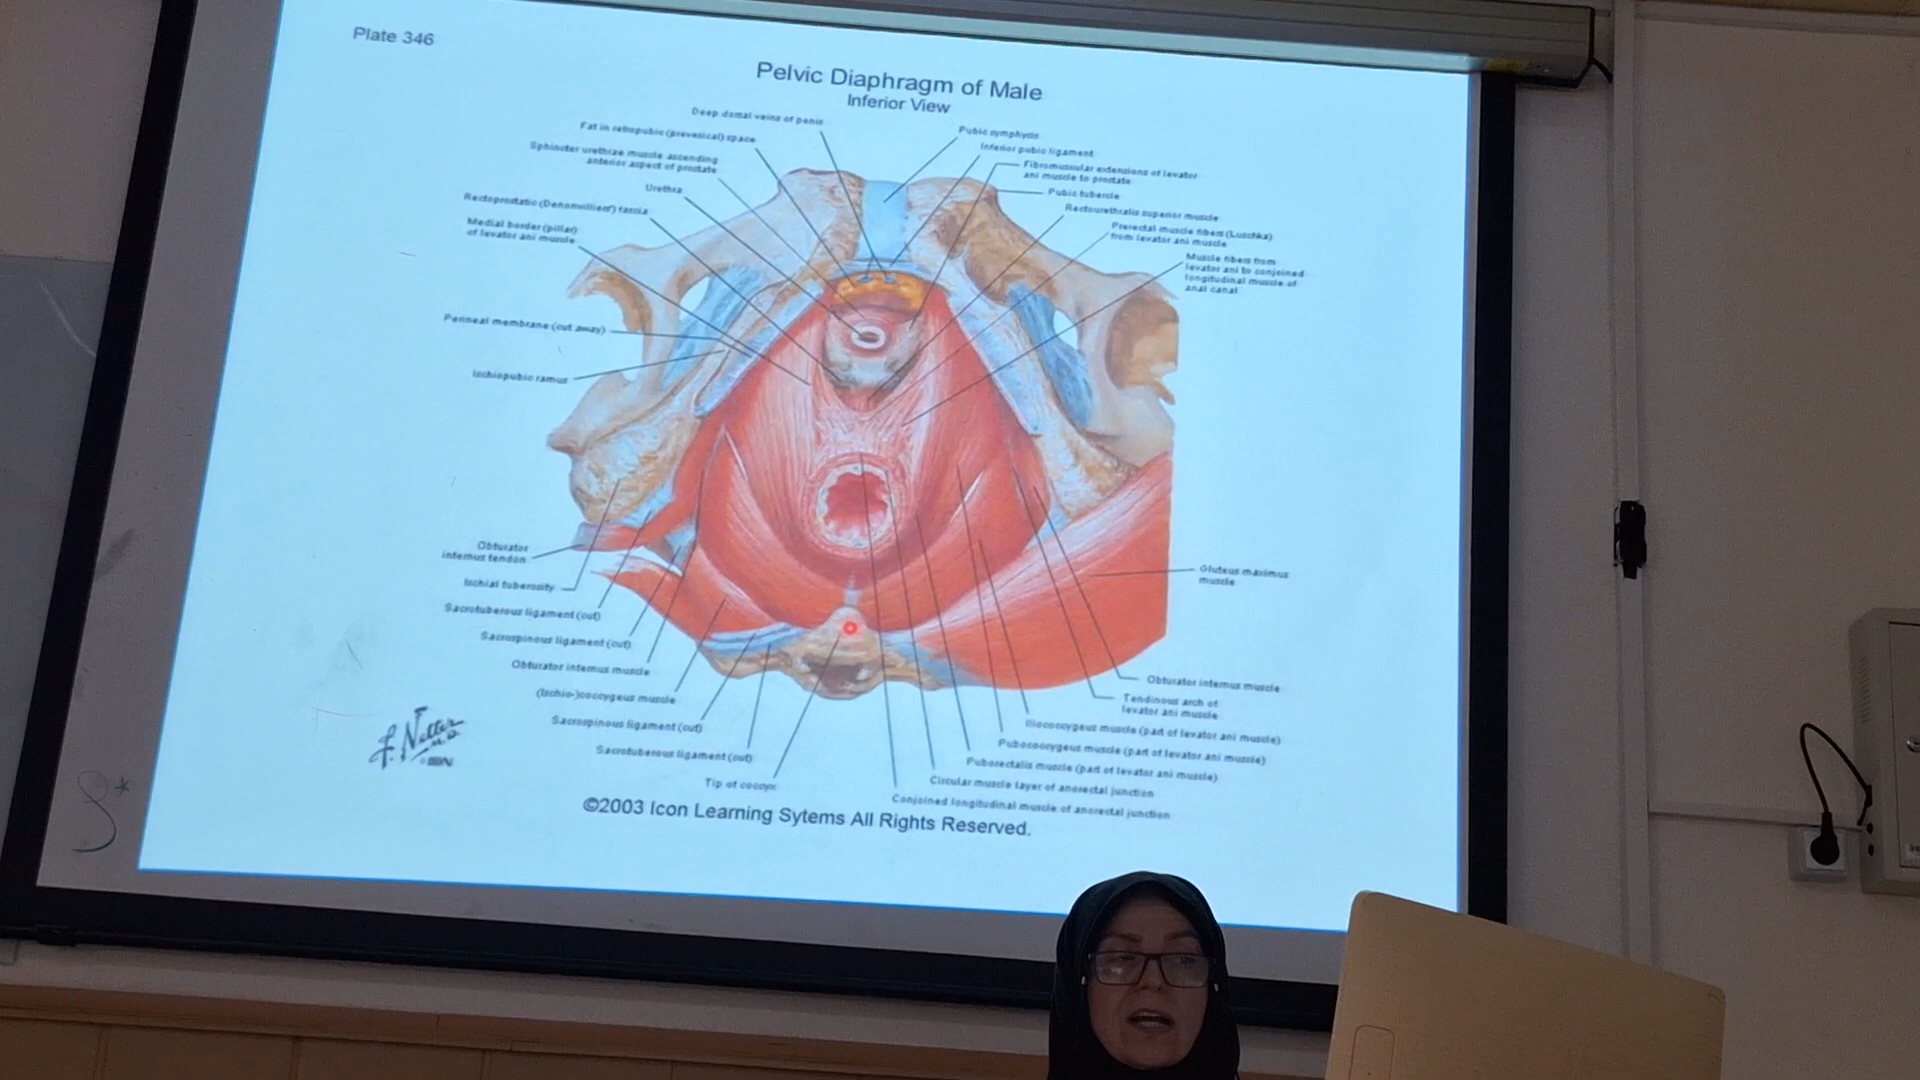 Plate 346
Pelvic Diaphragm of Male
Inferior View
Deep dorsal veins of penis
Fat in retropubic (prevesical) space
Sphincter urethrae muscle ascending
anterior aspect of prostate
Urethra
Rectoprostatic (Denonvilliers') fascia
Medial border (pillar)
of levator ani muscle
Perineal membrane (cut away)
Ischiopubic ramus
Obturator
internus tendon
Ischial tuberosity
Sacrotuberous ligament (cut)
Sacrospinous ligament (cut)
Obturator internus muscle
(Ischio-)coccygeus muscle
Sacrospinous ligament (cut)
Sacrotuberous ligament (cut)
Tip of coccyx
Pubic symphysis
Inferior pubic ligament
Fibromuscular extensions of levator
ani muscle to prostate
Pubic tubercle
Rectourethralis superior muscle
Prerectal muscle fibers (Luschka)
from levator ani muscle
Muscle fibers from
levator ani to conjoined
longitudinal muscle of
anal canal
Gluteus maximus
muscle
Obturator internus muscle
Tendinous arch of
levator ani muscle
Iliococcygeus muscle (part of levator ani muscle)
Pubococcygeus muscle (part of levator ani muscle)
Puborectalis muscle (part of levator ani muscle)
Circular muscle layer of anorectal junction
Conjoined longitudinal muscle of anorectal junction
F. Netter
M.D.
©2003 Icon Learning Sytems All Rights Reserved.